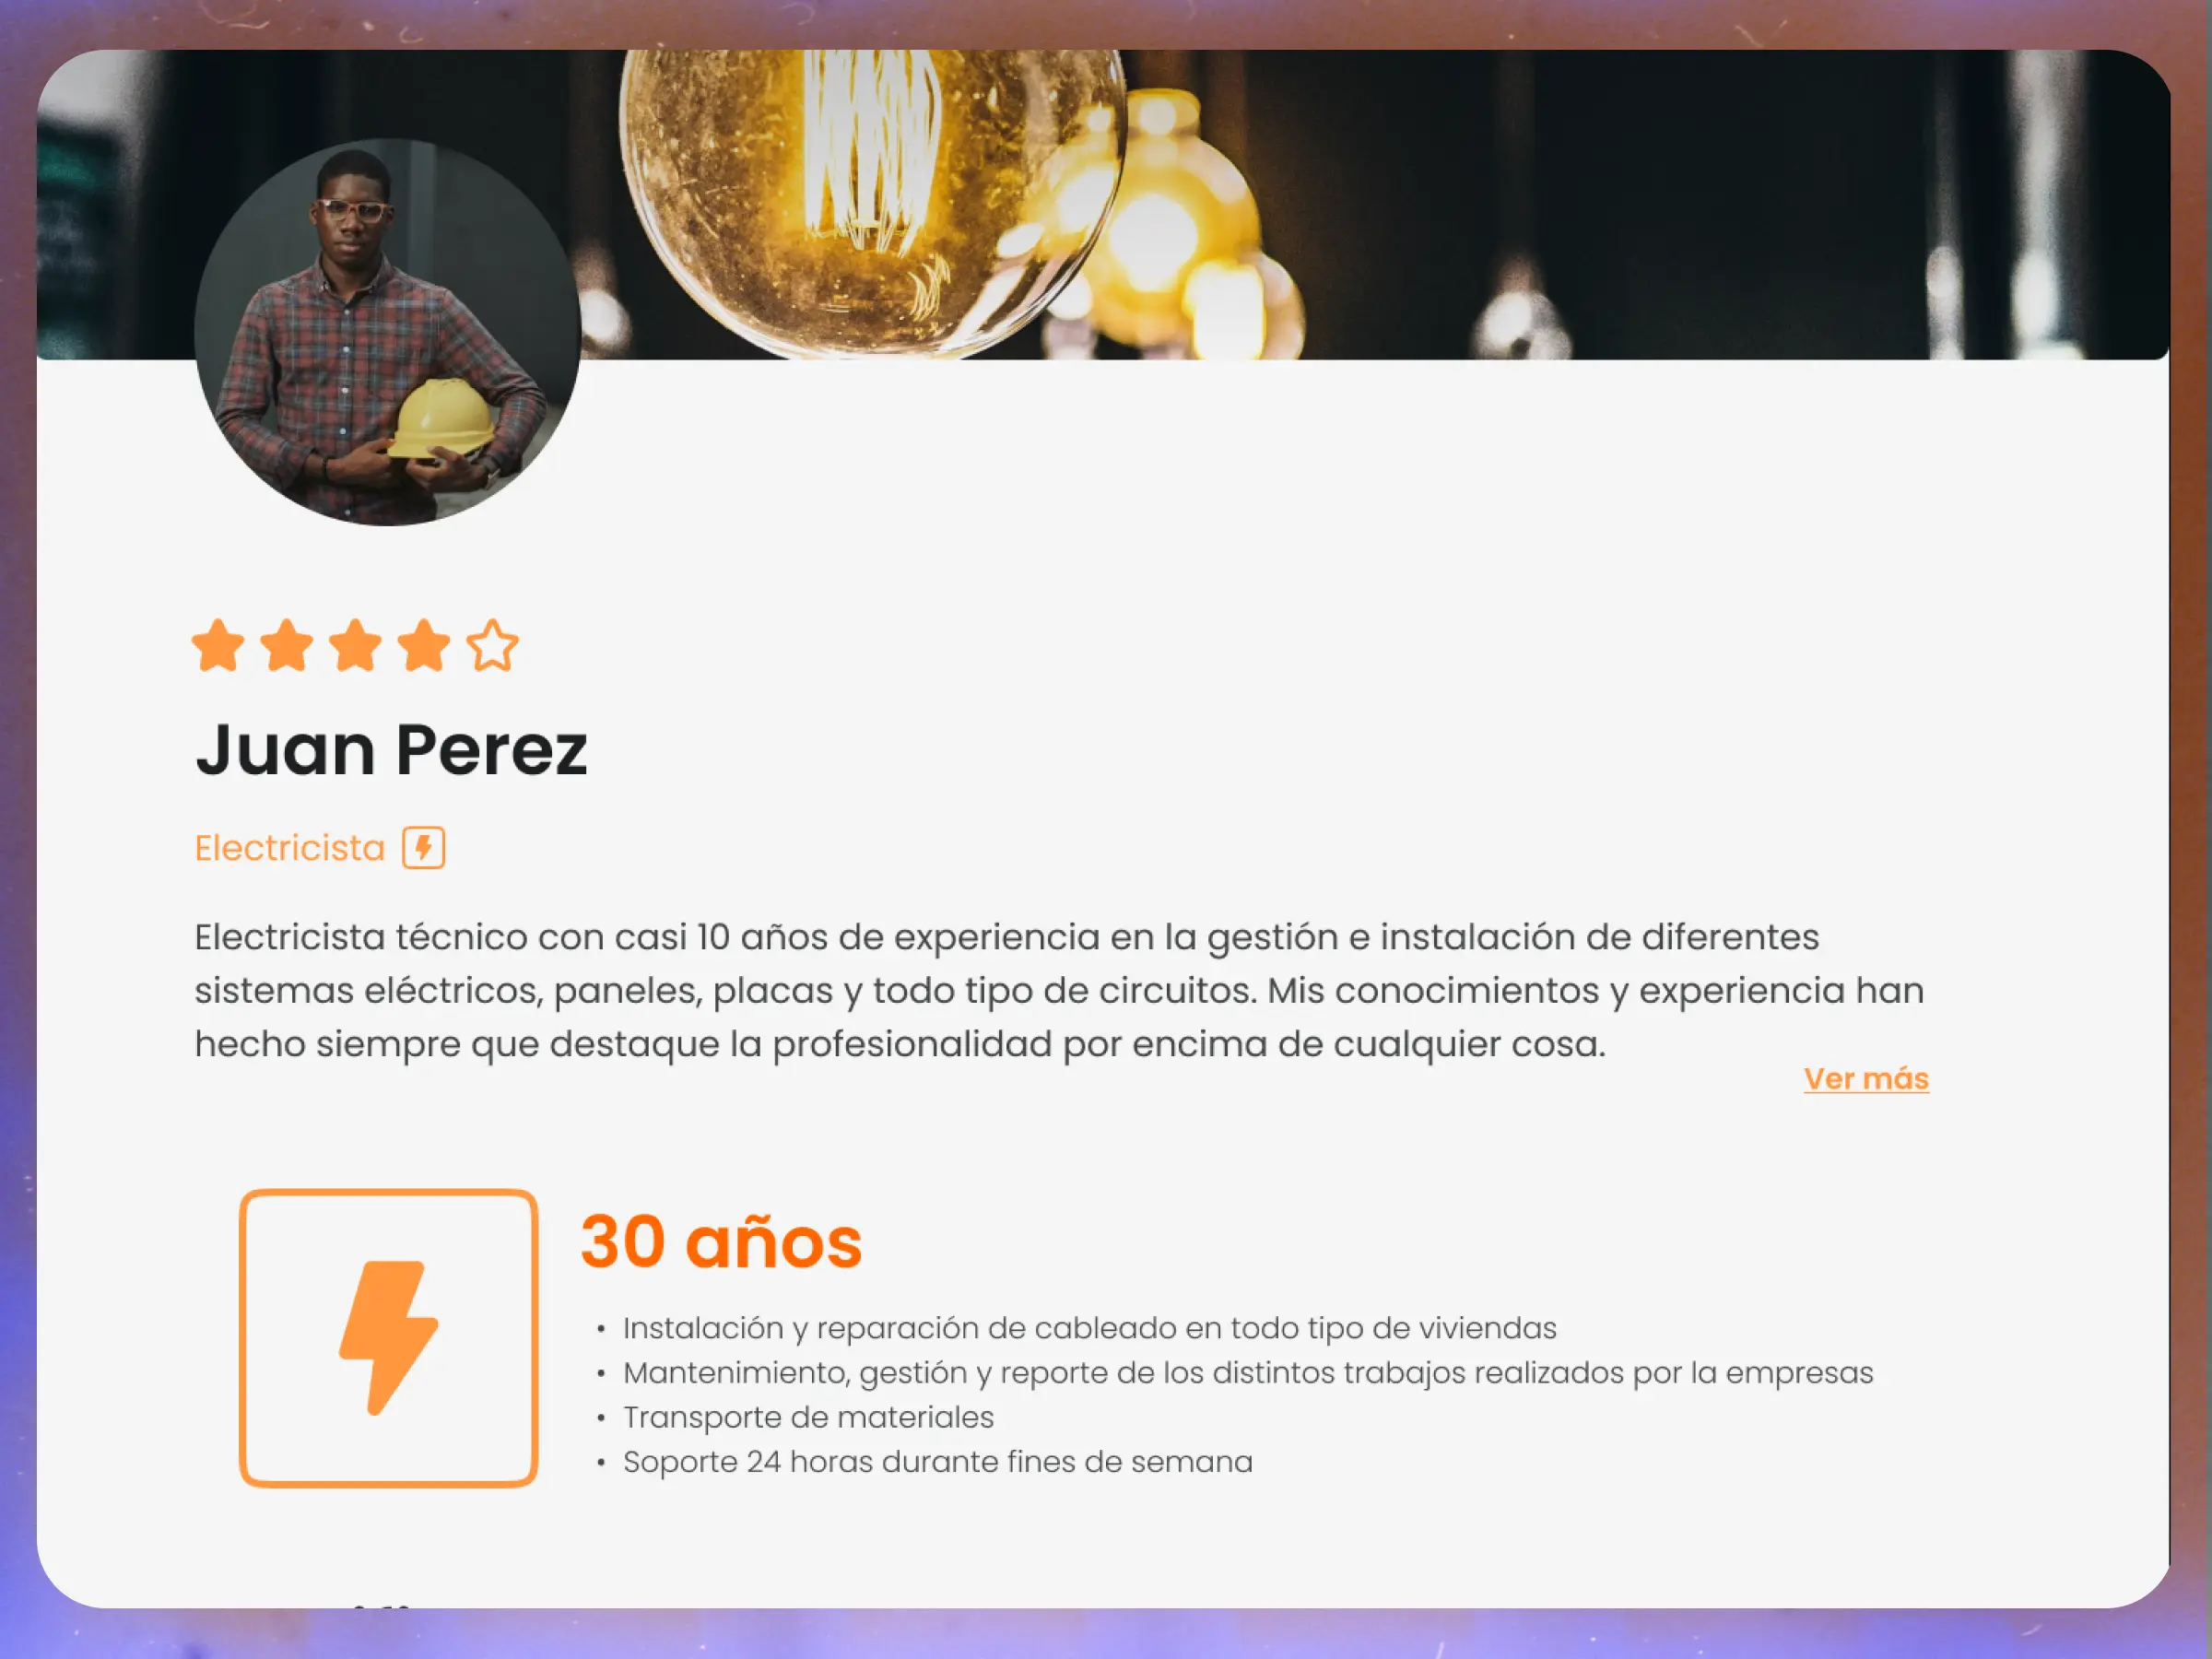 Juan Perez
Electricista
Electricista técnico con casi 10 años de experiencia en la gestión e instalación de diferentes
sistemas eléctricos, paneles, placas y todo tipo de circuitos. Mis conocimientos y experiencia han
hecho siempre que destaque la profesionalidad por encima de cualquier cosa.
Ver más
30 años
• Instalación y reparación de cableado en todo tipo de viviendas
• Mantenimiento, gestión y reporte de los distintos trabajos realizados por la empresas
• Transporte de materiales
• Soporte 24 horas durante fines de semana